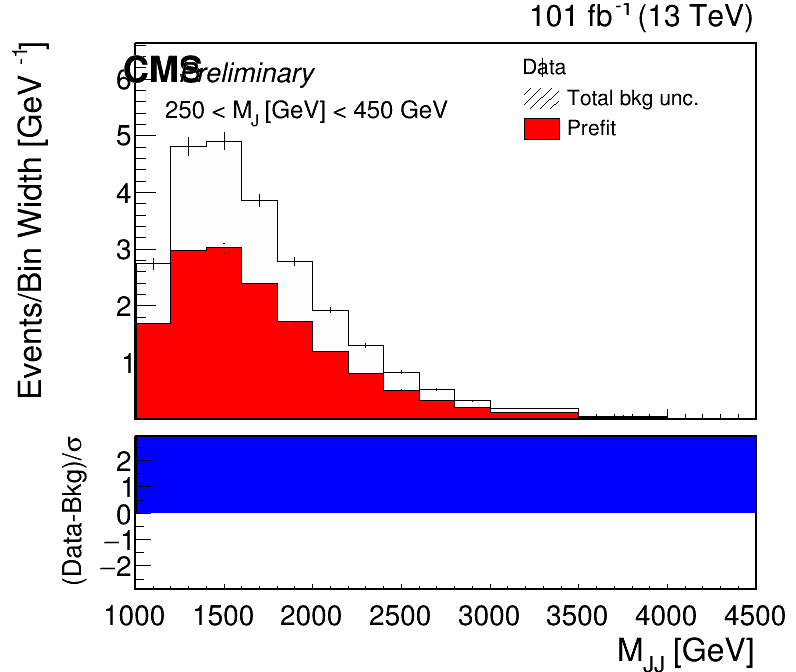 101 fb⁻¹ (13 TeV)
CMS Preliminary
250 < M_J [GeV] < 450 GeV
Data
Total bkg unc.
Prefit
Events/Bin Width [GeV⁻¹]
6
5
4
3
2
1
(Data-Bkg)/σ
2
1
0
−1
−2
1000 1500 2000 2500 3000 3500 4000 4500
M_JJ [GeV]